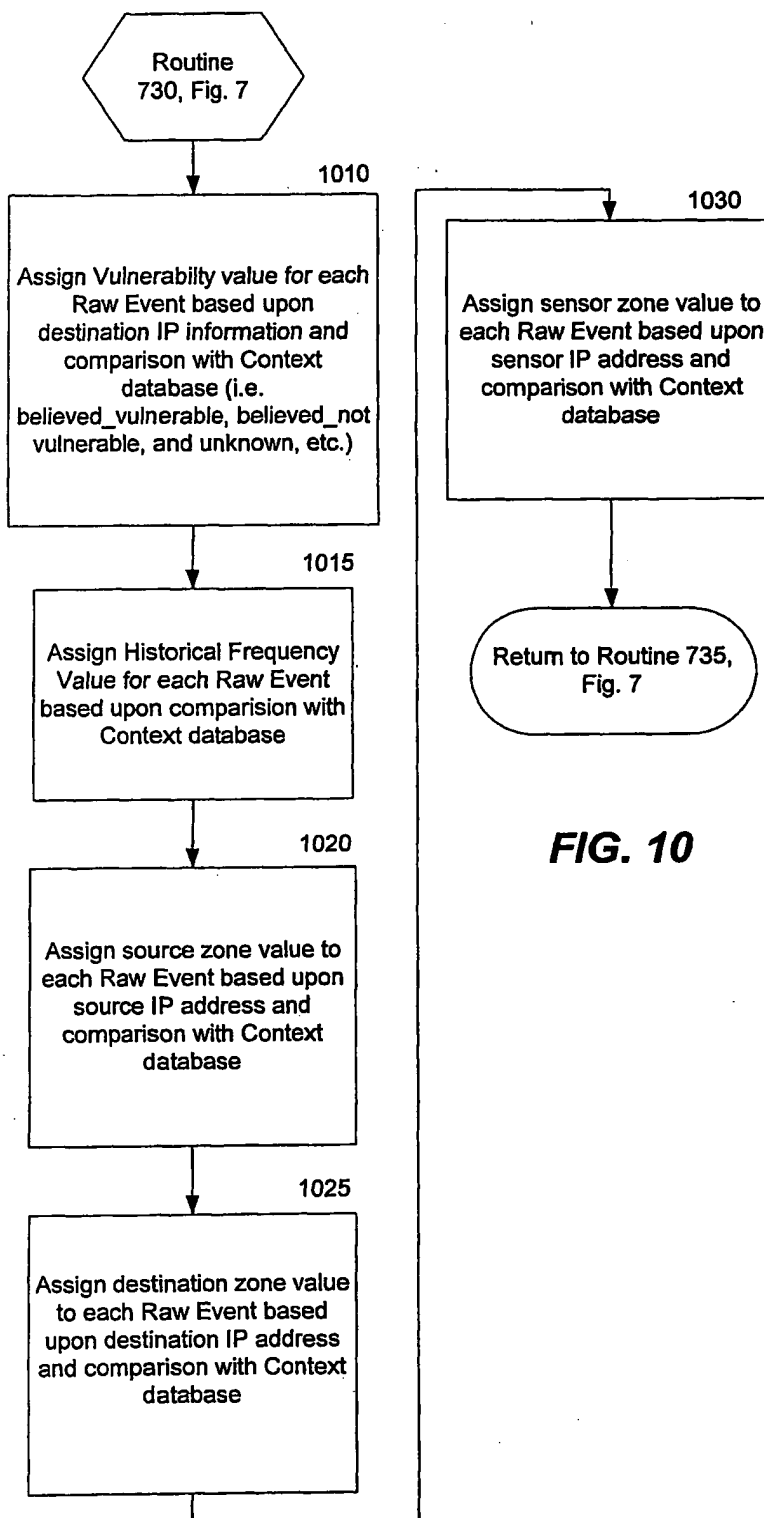 Routine
730, Fig. 7
1010
Assign Vulnerabilty value for each
Raw Event based upon
destination IP information and
comparison with Context
database (i.e.
believed_vulnerable, believed_not
vulnerable, and unknown, etc.)
1015
Assign Historical Frequency
Value for each Raw Event
based upon comparision with
Context database
1020
Assign source zone value to
each Raw Event based upon
source IP address and
comparison with Context
database
1025
Assign destination zone value
to each Raw Event based
upon destination IP address
and comparison with Context
database
1030
Assign sensor zone value to
each Raw Event based upon
sensor IP address and
comparison with Context
database
Return to Routine 735,
Fig. 7
FIG. 10